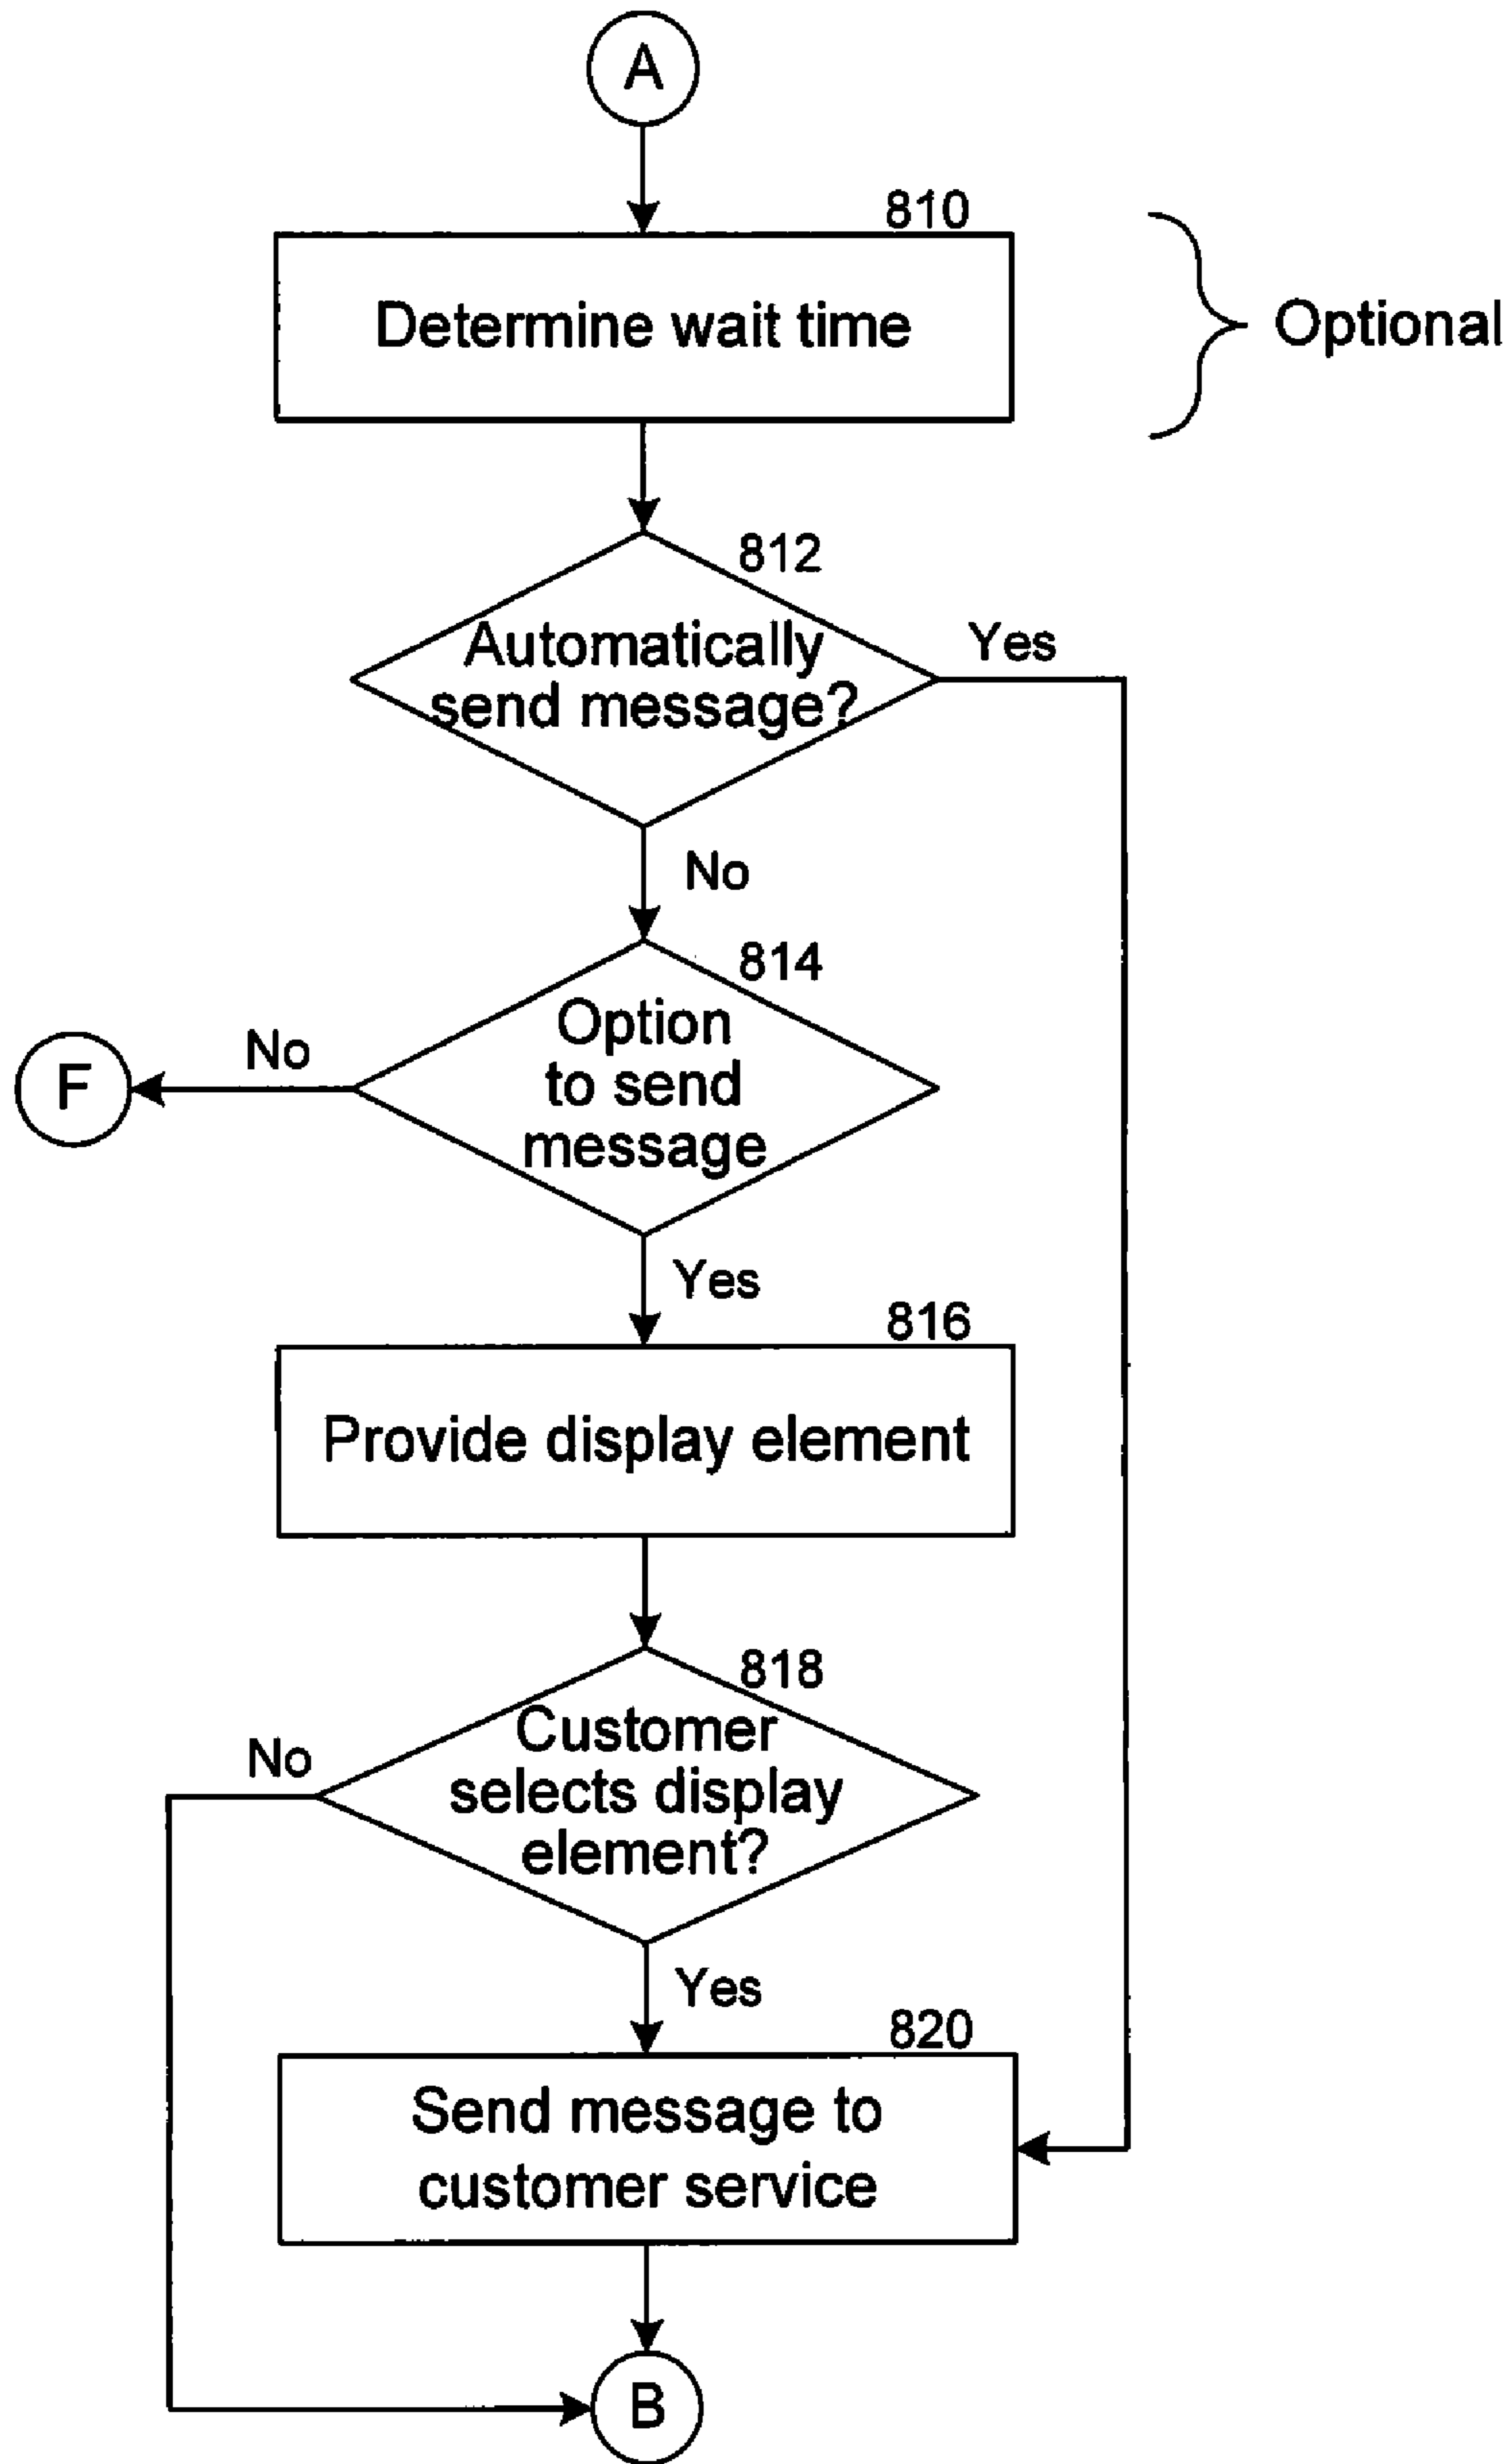 A
810
Determine wait time
Optional
812
Automatically
send message?
Yes
No
814
Option
to send
message
No
F
Yes
816
Provide display element
818
Customer
selects display
element?
No
Yes
820
Send message to
customer service
B